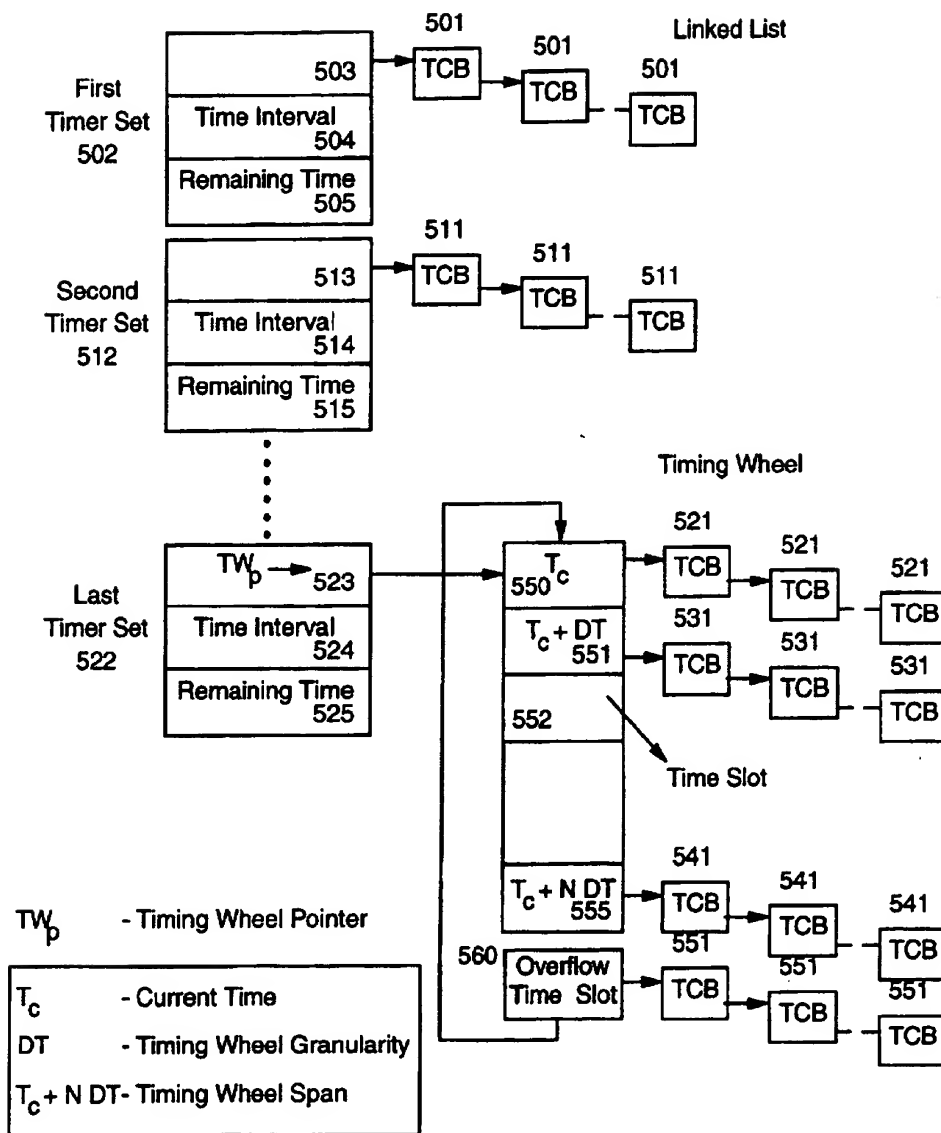 501
Linked List
501
501
503
TCB
TCB
TCB
First
Timer Set
502
Time Interval
504
Remaining Time
505
511
511
511
513
TCB
TCB
TCB
Second
Timer Set
512
Time Interval
514
Remaining Time
515
Timing Wheel
521
521
521
TWp
523
Tc
550
TCB
TCB
TCB
Last
Timer Set
522
Time Interval
524
Tc + DT
551
531
531
531
TCB
TCB
TCB
Remaining Time
525
552
Time Slot
541
541
541
Tc + N DT
555
TCB
TCB
TCB
560
Overflow
Time Slot
551
551
551
TCB
TCB
TCB
TWp - Timing Wheel Pointer
Tc - Current Time
DT - Timing Wheel Granularity
Tc + N DT - Timing Wheel Span